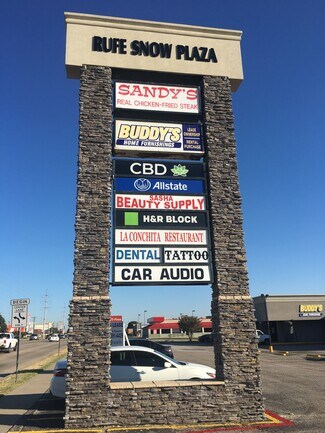 RUFE SNOW PLAZA
SANDY'S
REAL CHICKEN-FRIED STEAK
BUDDY'S
HOME FURNISHINGS
LEASE
OWNERSHIP
RENTAL
PURCHASE
CBD
Allstate
SASHA
BEAUTY SUPPLY
H&R BLOCK
LA CONCHITA RESTAURANT
DENTAL TATTOO
CAR AUDIO
BEGIN
BUDDY'S